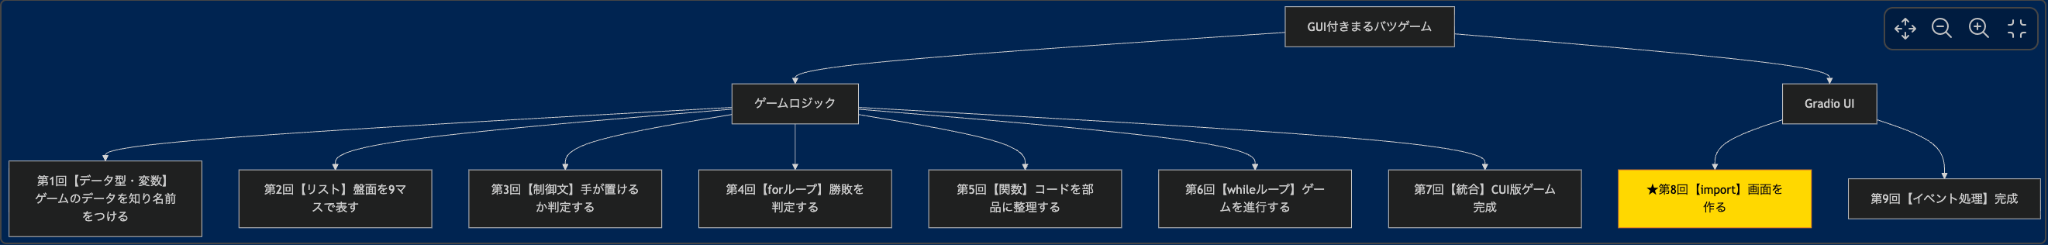 GUI付きまるバツゲーム
ゲームロジック
Gradio UI
第1回【データ型・変数】
ゲームのデータを知り名前
をつける
第2回【リスト】盤面を9マ
スで表す
第3回【制御文】手が置ける
か判定する
第4回【forループ】勝敗を
判定する
第5回【関数】コードを部
品に整理する
第6回【whileループ】ゲー
ムを進行する
第7回【統合】CUI版ゲーム
完成
★第8回【import】画面を
作る
第9回【イベント処理】完成